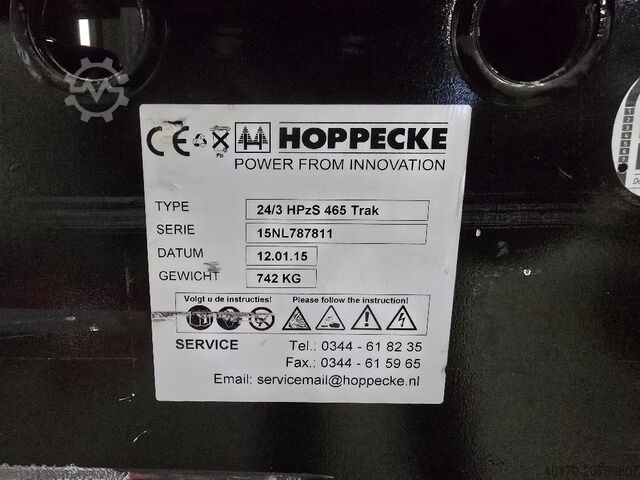 CE Pb HOPPECKE
POWER FROM INNOVATION
TYPE 24/3 HPzS 465 Trak
SERIE 15NL787811
DATUM 12.01.15
GEWICHT 742 KG
Volgt u de instructies! Please follow the instruction!
SERVICE Tel.: 0344 - 61 82 35
Fax.: 0344 - 61 59 65
Email: servicemail@hoppecke.nl